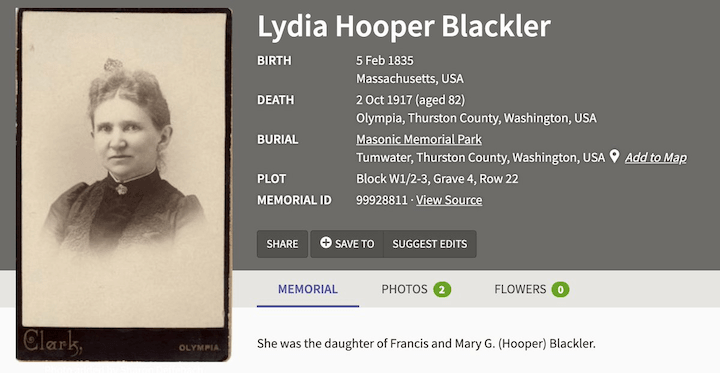 Lydia Hooper Blackler
BIRTH 5 Feb 1835
Massachusetts, USA
DEATH 2 Oct 1917 (aged 82)
Olympia, Thurston County, Washington, USA
BURIAL Masonic Memorial Park
Tumwater, Thurston County, Washington, USA Add to Map
PLOT Block W1/2-3, Grave 4, Row 22
MEMORIAL ID 99928811 · View Source
SHARE SAVE TO SUGGEST EDITS
MEMORIAL PHOTOS 2 FLOWERS 0
Clark,
OLYMPIA
She was the daughter of Francis and Mary G. (Hooper) Blackler.